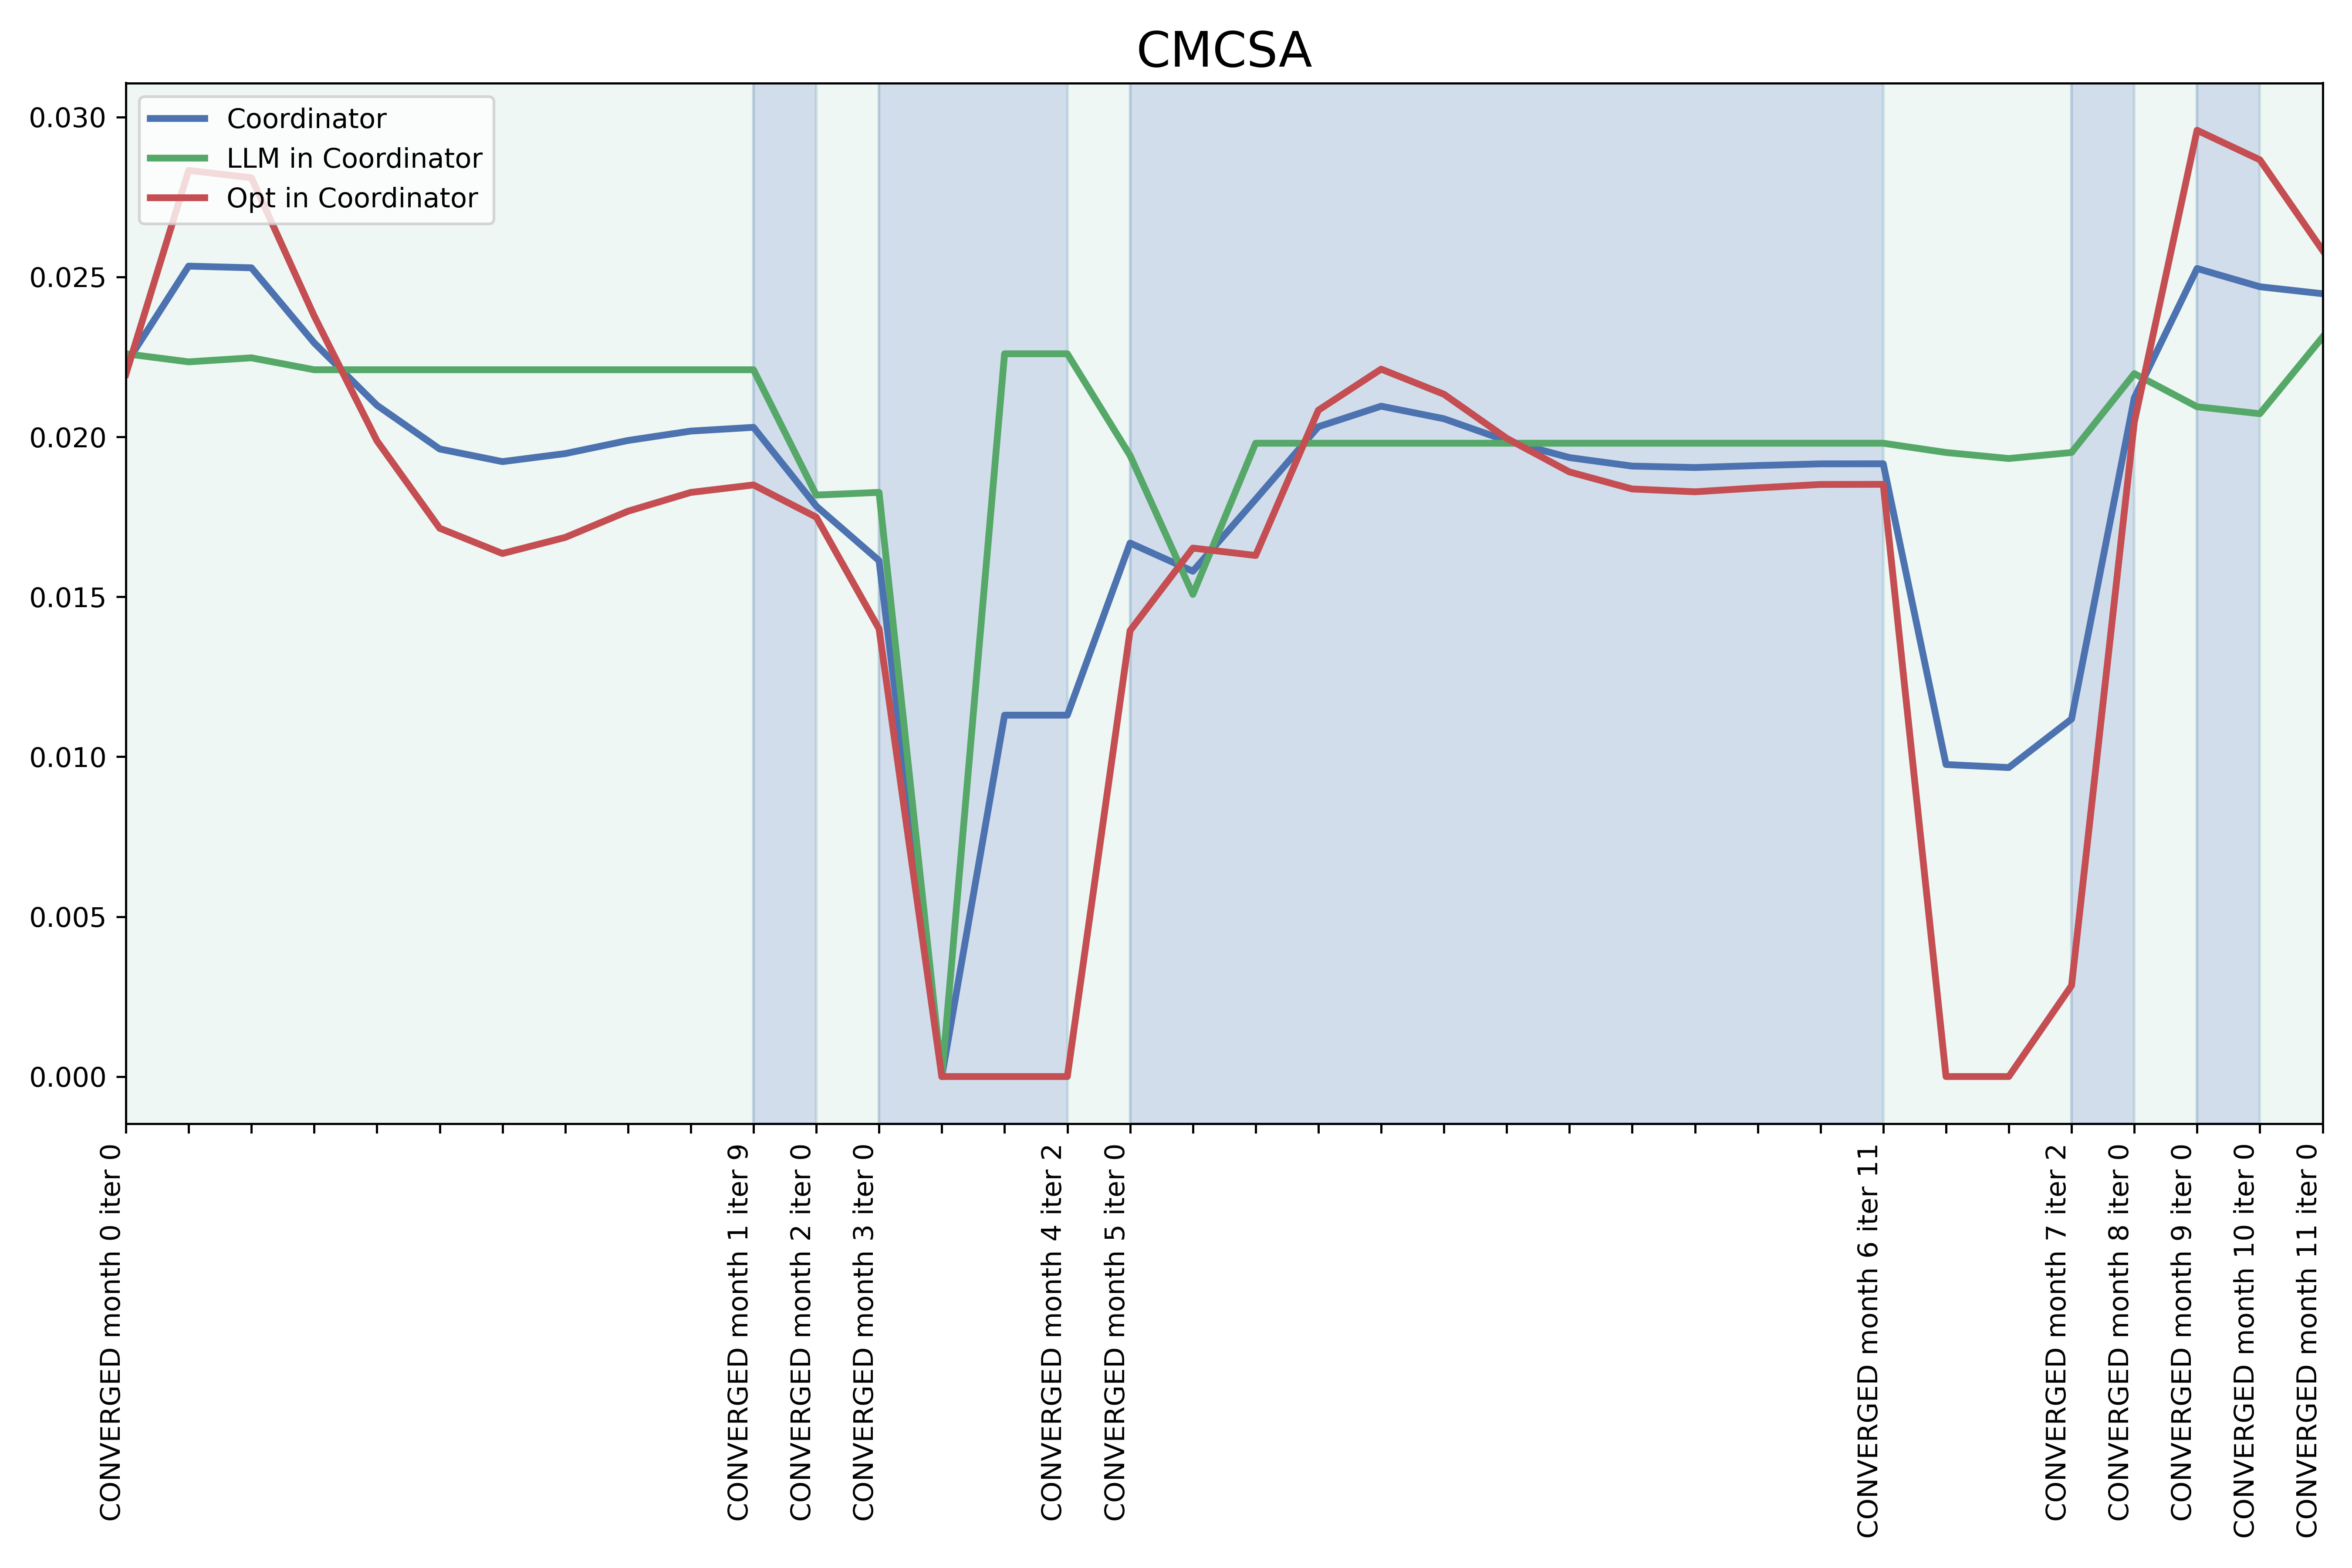 CMCSA
Coordinator
LLM in Coordinator
Opt in Coordinator
0.030
0.025
0.020
0.015
0.010
0.005
0.000
CONVERGED month 0 iter 0
CONVERGED month 1 iter 9
CONVERGED month 2 iter 0
CONVERGED month 3 iter 0
CONVERGED month 4 iter 2
CONVERGED month 5 iter 0
CONVERGED month 6 iter 11
CONVERGED month 7 iter 2
CONVERGED month 8 iter 0
CONVERGED month 9 iter 0
CONVERGED month 10 iter 0
CONVERGED month 11 iter 0